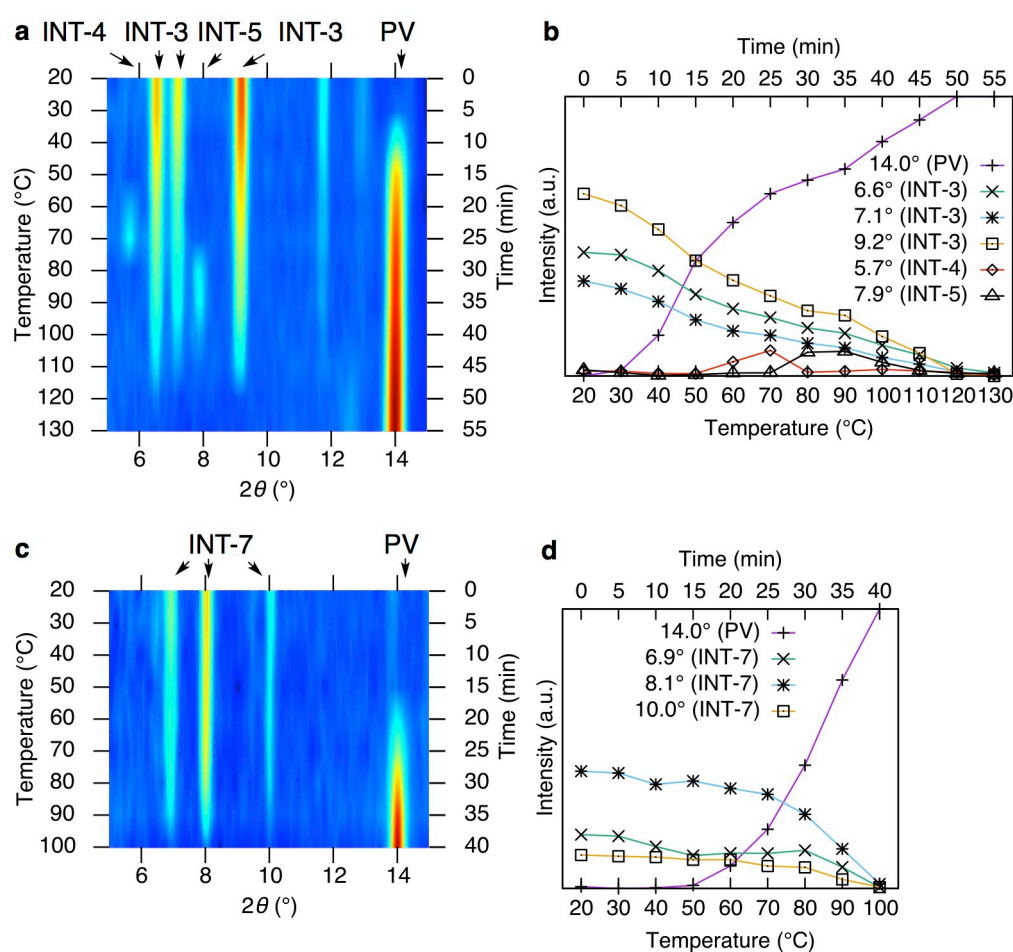 a
INT-4 INT-3 INT-5 INT-3 PV
20 30 40 50 60 70 80 90 100 110 120 130
Temperature (°C)
0 5 10 15 20 25 30 35 40 45 50 55
Time (min)
6 8 10 12 14
2θ (°)
b
Time (min)
0 5 10 15 20 25 30 35 40 45 50 55
Intensity (a.u.)
14.0° (PV)
6.6° (INT-3)
7.1° (INT-3)
9.2° (INT-3)
5.7° (INT-4)
7.9° (INT-5)
20 30 40 50 60 70 80 90 100 110 120 130
Temperature (°C)
c
INT-7 PV
20 30 40 50 60 70 80 90 100
Temperature (°C)
0 5 10 15 20 25 30 35 40
Time (min)
6 8 10 12 14
2θ (°)
d
Time (min)
0 5 10 15 20 25 30 35 40
Intensity (a.u.)
14.0° (PV)
6.9° (INT-7)
8.1° (INT-7)
10.0° (INT-7)
20 30 40 50 60 70 80 90 100
Temperature (°C)